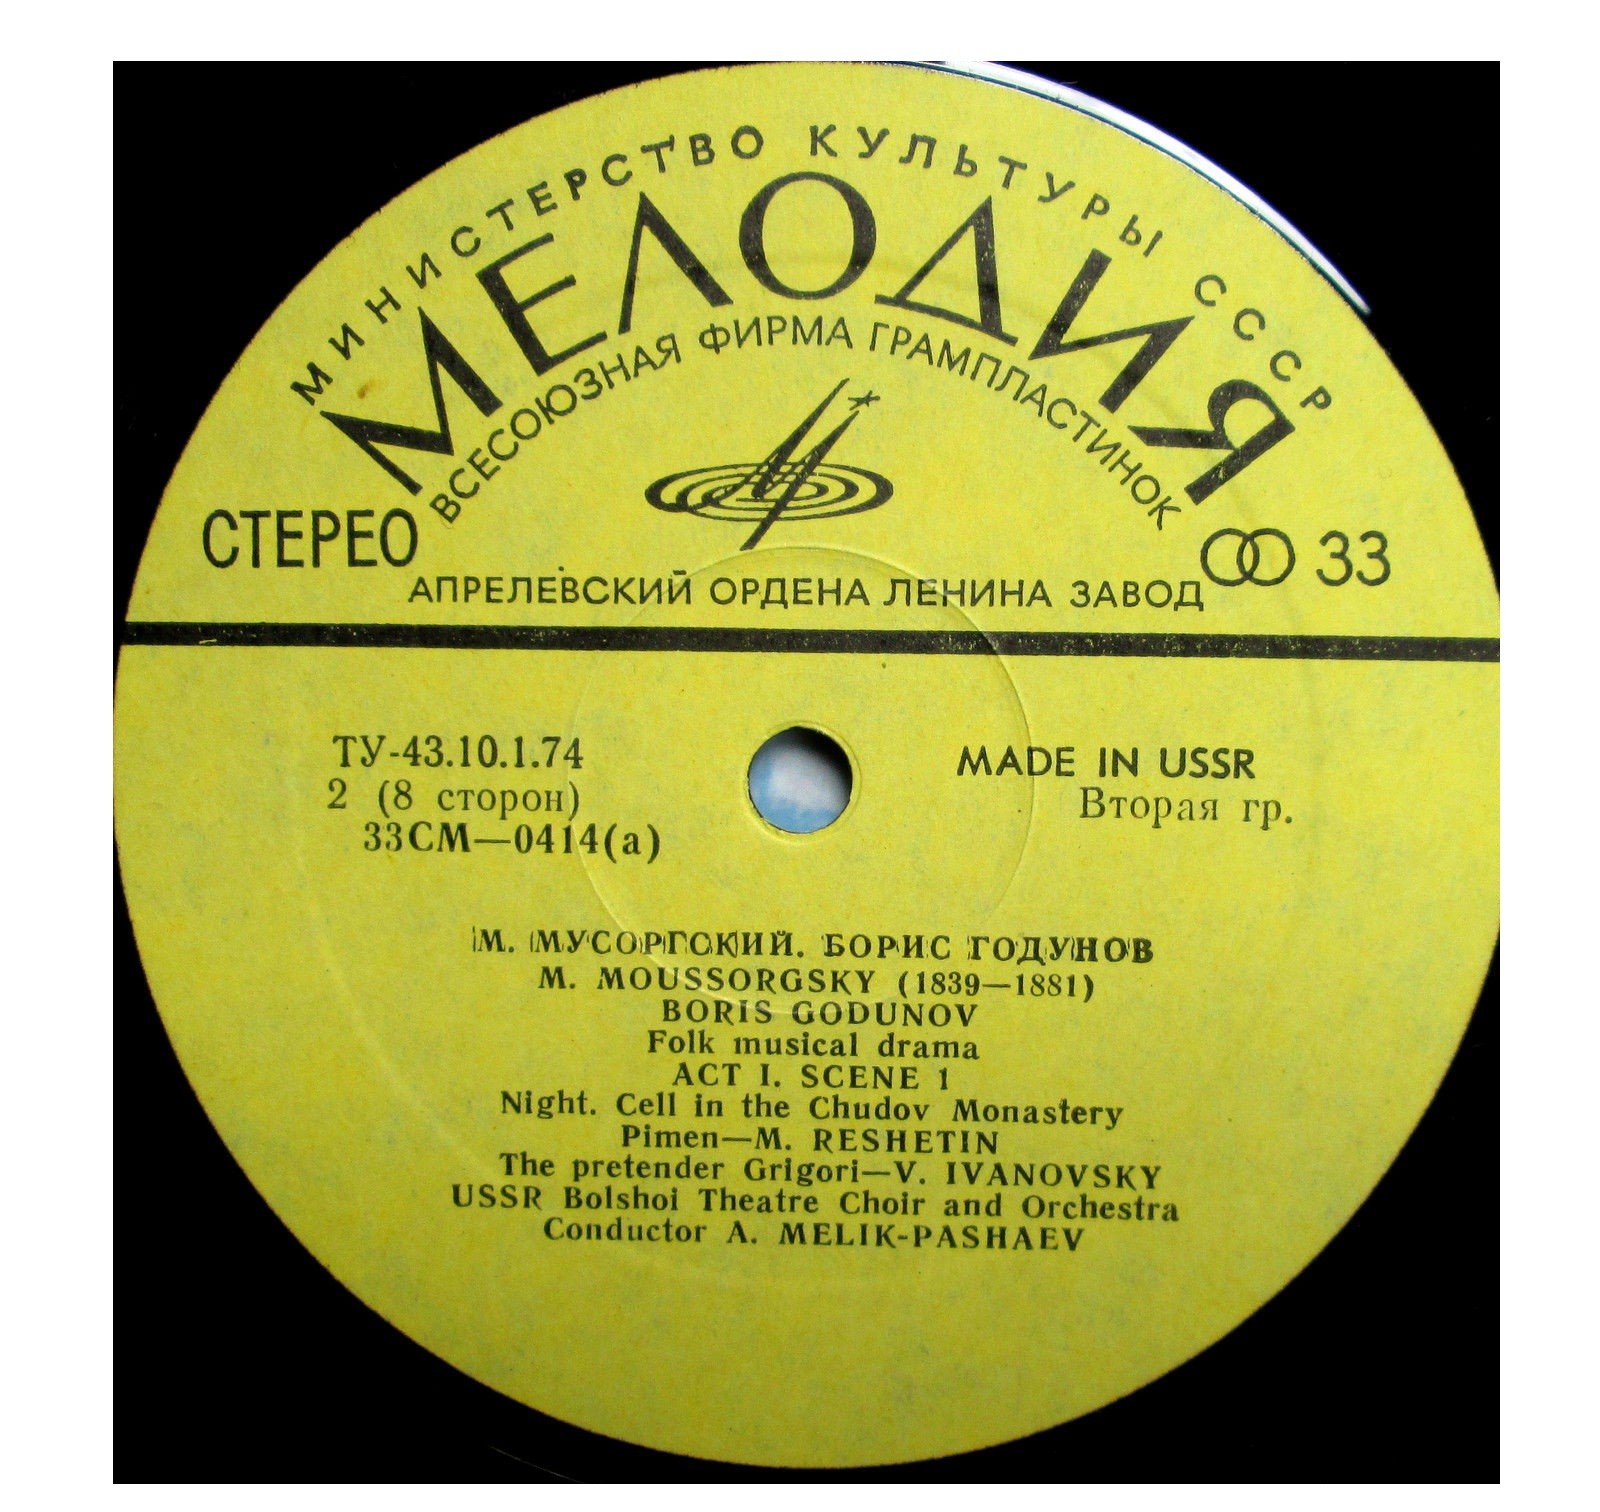 МИНИСТЕРСТВО КУЛЬТУРЫ СССР
МЕЛОДИЯ
ВСЕСОЮЗНАЯ ФИРМА ГРАМПЛАСТИНОК
СТЕРЕО
33
АПРЕЛЕВСКИЙ ОРДЕНА ЛЕНИНА ЗАВОД
ТУ-43.10.1.74
2 (8 сторон)
33СМ—0414(а)
MADE IN USSR
Вторая гр.
М. МУСОРГСКИЙ. БОРИС ГОДУНОВ
M. MOUSSORGSKY (1839—1881)
BORIS GODUNOV
Folk musical drama
ACT I. SCENE 1
Night. Cell in the Chudov Monastery
Pimen—M. RESHETIN
The pretender Grigori—V. IVANOVSKY
USSR Bolshoi Theatre Choir and Orchestra
Conductor A. MELIK-PASHAEV